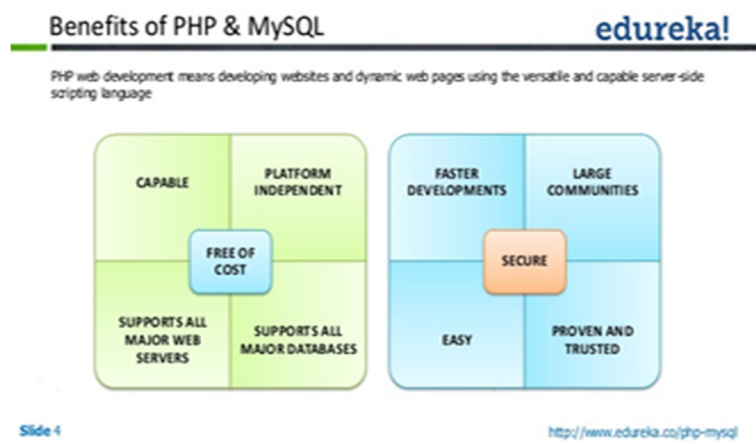 Benefits of PHP & MySQL
edureka!
PHP web development means developing websites and dynamic web pages using the versatile and capable server-side
scripting language
CAPABLE
PLATFORM
INDEPENDENT
FREE OF
COST
SUPPORTS ALL
MAJOR WEB
SERVERS
SUPPORTS ALL
MAJOR DATABASES
FASTER
DEVELOPMENTS
LARGE
COMMUNITIES
SECURE
EASY
PROVEN AND
TRUSTED
Slide 4
http://www.edureka.co/php-mysql